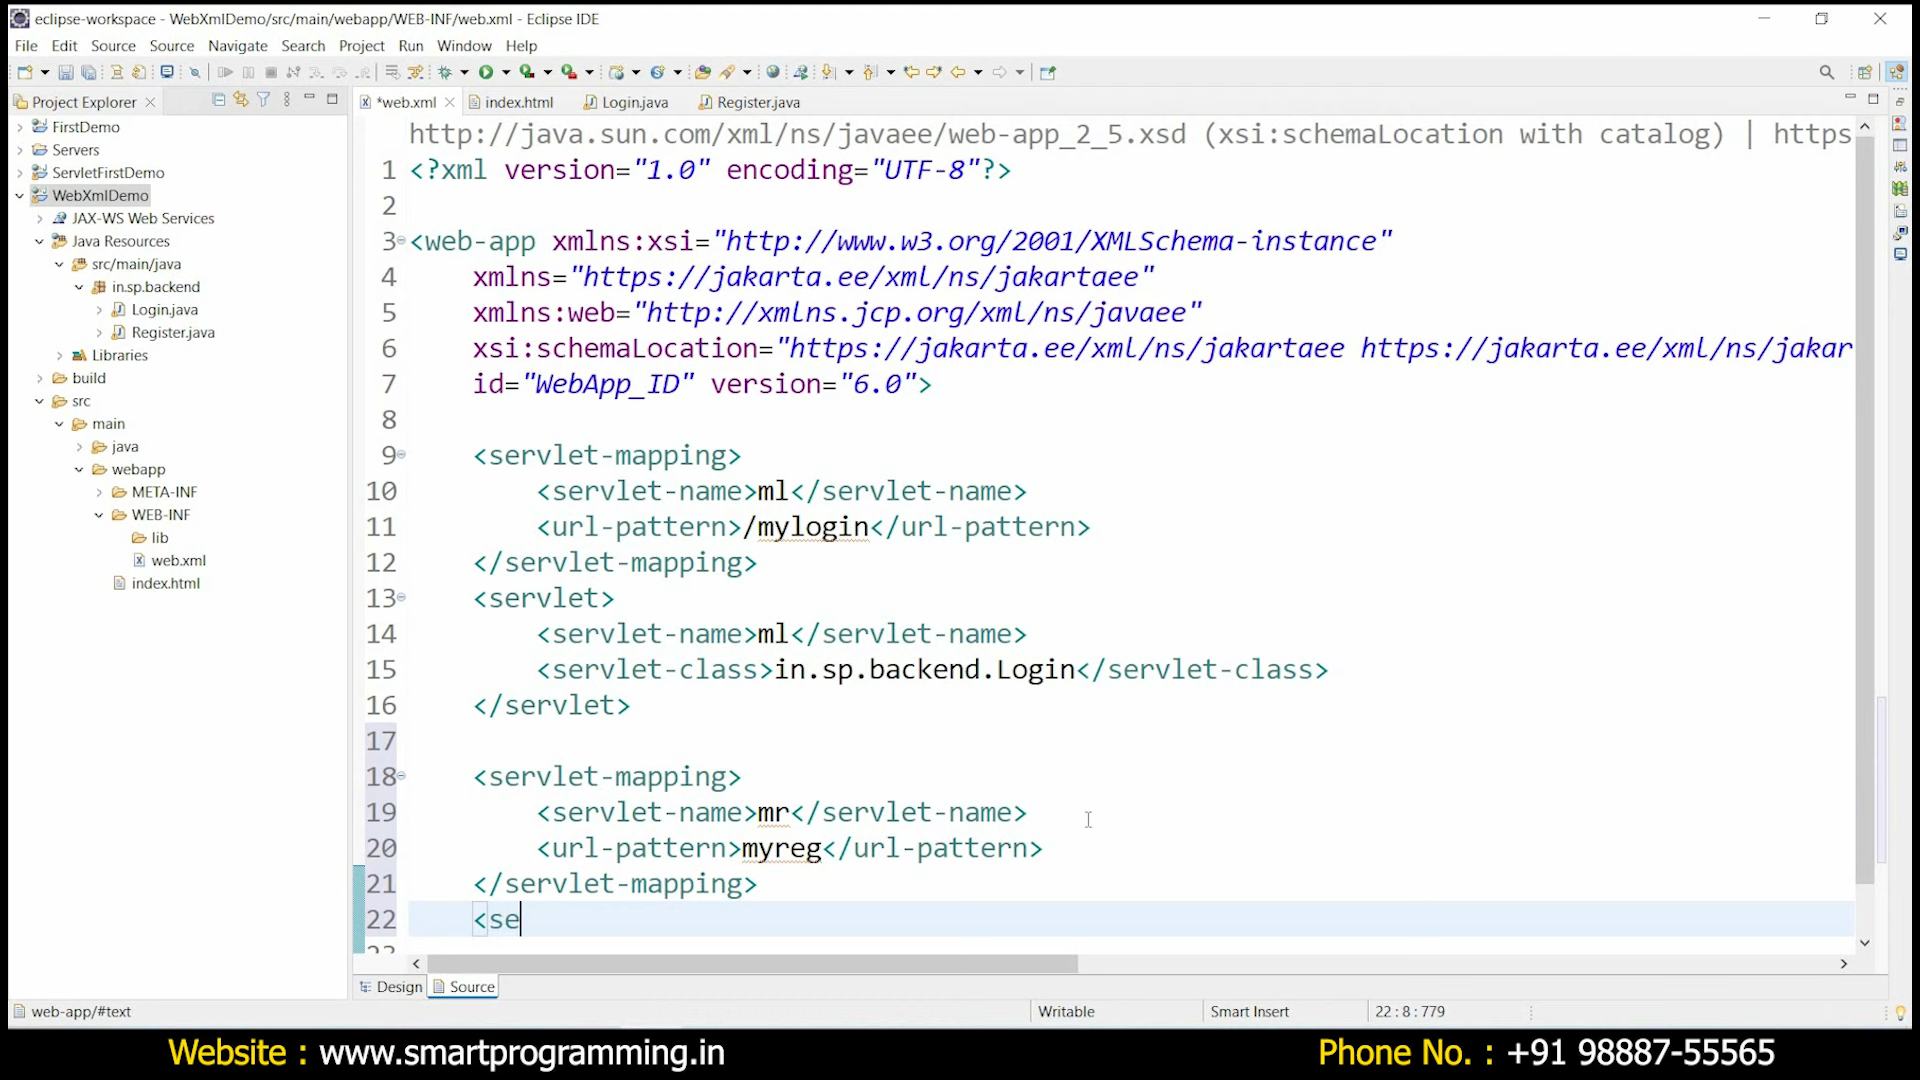 eclipse-workspace - WebXmlDemo/src/main/webapp/WEB-INF/web.xml - Eclipse IDE
File Edit Source Source Navigate Search Project Run Window Help
Project Explorer
*web.xml index.html Login.java Register.java
FirstDemo
Servers
ServletFirstDemo
WebXmlDemo
JAX-WS Web Services
Java Resources
src/main/java
in.sp.backend
Login.java
Register.java
Libraries
build
src
main
java
webapp
META-INF
WEB-INF
lib
web.xml
index.html
http://java.sun.com/xml/ns/javaee/web-app_2_5.xsd (xsi:schemaLocation with catalog) | https
1 <?xml version="1.0" encoding="UTF-8"?>
2
3 <web-app xmlns:xsi="http://www.w3.org/2001/XMLSchema-instance"
4 xmlns="https://jakarta.ee/xml/ns/jakartaee"
5 xmlns:web="http://xmlns.jcp.org/xml/ns/javaee"
6 xsi:schemaLocation="https://jakarta.ee/xml/ns/jakartaee https://jakarta.ee/xml/ns/jakar
7 id="WebApp_ID" version="6.0">
8
9 <servlet-mapping>
10 <servlet-name>ml</servlet-name>
11 <url-pattern>/mylogin</url-pattern>
12 </servlet-mapping>
13 <servlet>
14 <servlet-name>ml</servlet-name>
15 <servlet-class>in.sp.backend.Login</servlet-class>
16 </servlet>
17
18 <servlet-mapping>
19 <servlet-name>mr</servlet-name>
20 <url-pattern>myreg</url-pattern>
21 </servlet-mapping>
22 <se
Design Source
web-app/#text Writable Smart Insert 22 : 8 : 779
Website : www.smartprogramming.in Phone No. : +91 98887-55565